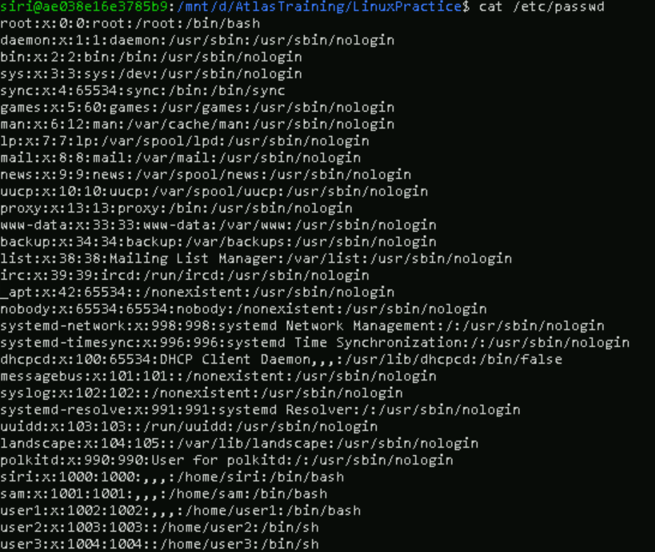 siri@ae038e16e3785b9:/mnt/d/AtlasTraining/LinuxPractice$ cat /etc/passwd
root:x:0:0:root:/root:/bin/bash
daemon:x:1:1:daemon:/usr/sbin:/usr/sbin/nologin
bin:x:2:2:bin:/bin:/usr/sbin/nologin
sys:x:3:3:sys:/dev:/usr/sbin/nologin
sync:x:4:65534:sync:/bin:/bin/sync
games:x:5:60:games:/usr/games:/usr/sbin/nologin
man:x:6:12:man:/var/cache/man:/usr/sbin/nologin
lp:x:7:7:lp:/var/spool/lpd:/usr/sbin/nologin
mail:x:8:8:mail:/var/mail:/usr/sbin/nologin
news:x:9:9:news:/var/spool/news:/usr/sbin/nologin
uucp:x:10:10:uucp:/var/spool/uucp:/usr/sbin/nologin
proxy:x:13:13:proxy:/bin:/usr/sbin/nologin
www-data:x:33:33:www-data:/var/www:/usr/sbin/nologin
backup:x:34:34:backup:/var/backups:/usr/sbin/nologin
list:x:38:38:Mailing List Manager:/var/list:/usr/sbin/nologin
irc:x:39:39:ircd:/run/ircd:/usr/sbin/nologin
_apt:x:42:65534::/nonexistent:/usr/sbin/nologin
nobody:x:65534:65534:nobody:/nonexistent:/usr/sbin/nologin
systemd-network:x:998:998:systemd Network Management:/:/usr/sbin/nologin
systemd-timesync:x:996:996:systemd Time Synchronization:/:/usr/sbin/nologin
dhcpcd:x:100:65534:DHCP Client Daemon,,,:/usr/lib/dhcpcd:/bin/false
messagebus:x:101:101::/nonexistent:/usr/sbin/nologin
syslog:x:102:102::/nonexistent:/usr/sbin/nologin
systemd-resolve:x:991:991:systemd Resolver:/:/usr/sbin/nologin
uuidd:x:103:103::/run/uuidd:/usr/sbin/nologin
landscape:x:104:105::/var/lib/landscape:/usr/sbin/nologin
polkitd:x:990:990:User for polkitd:/:/usr/sbin/nologin
siri:x:1000:1000:,,,:/home/siri:/bin/bash
sam:x:1001:1001:,,,:/home/sam:/bin/bash
user1:x:1002:1002:,,,:/home/user1:/bin/bash
user2:x:1003:1003::/home/user2:/bin/sh
user3:x:1004:1004::/home/user3:/bin/sh